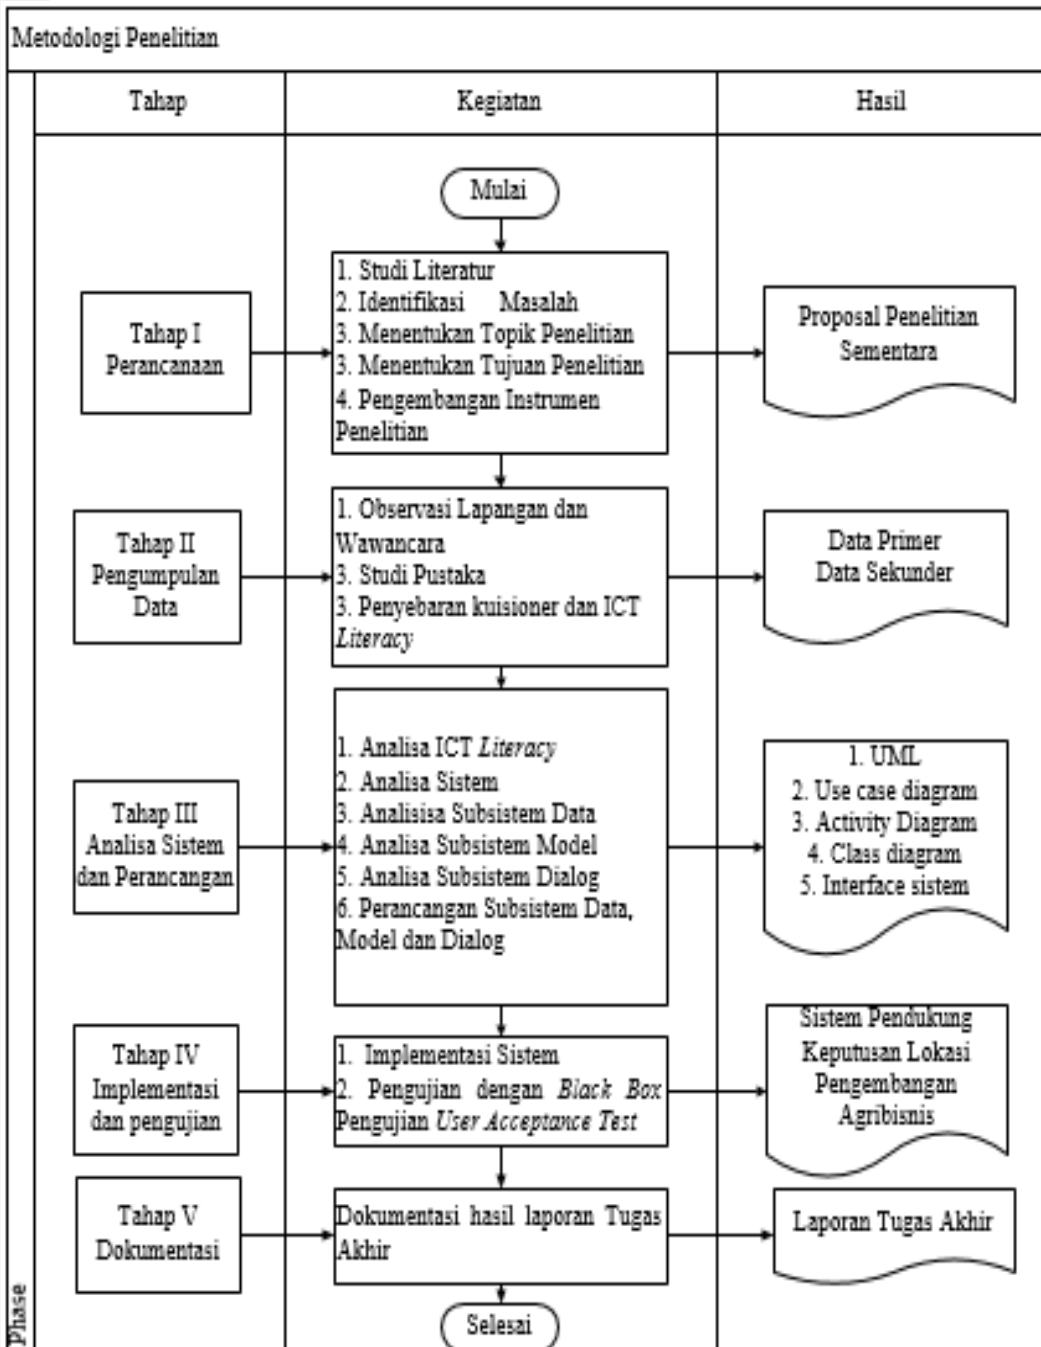 Metodologi Penelitian
Tahap
Kegiatan
Hasil
Mulai
Tahap I
Perancanaan
1. Studi Literatur
2. Identifikasi Masalah
3. Menentukan Topik Penelitian
3. Menentukan Tujuan Penelitian
4. Pengembangan Instrumen
Penelitian
Proposal Penelitian
Sementara
Tahap II
Pengumpulan
Data
1. Observasi Lapangan dan
Wawancara
3. Studi Pustaka
3. Penyebaran kuisioner dan ICT
Literacy
Data Primer
Data Sekunder
Tahap III
Analisa Sistem
dan Perancangan
1. Analisa ICT Literacy
2. Analisa Sistem
3. Analisisa Subsistem Data
4. Analisa Subsistem Model
5. Analisa Subsistem Dialog
6. Perancangan Subsistem Data,
Model dan Dialog
1. UML
2. Use case diagram
3. Activity Diagram
4. Class diagram
5. Interface sistem
Tahap IV
Implementasi
dan pengujian
1. Implementasi Sistem
2. Pengujian dengan Black Box
Pengujian User Acceptance Test
Sistem Pendukung
Keputusan Lokasi
Pengembangan
Agribisnis
Tahap V
Dokumentasi
Dokumentasi hasil laporan Tugas
Akhir
Laporan Tugas Akhir
Selesai
Phase